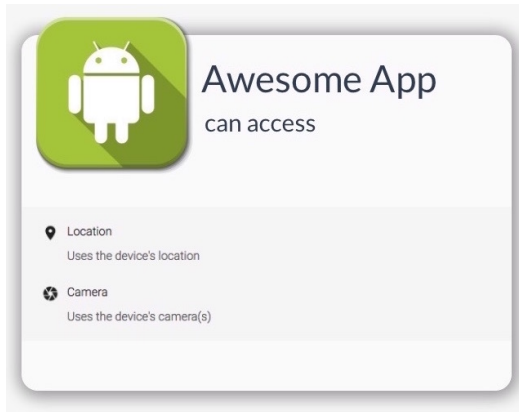 Awesome App
can access
Location
Uses the device's location
Camera
Uses the device's camera(s)